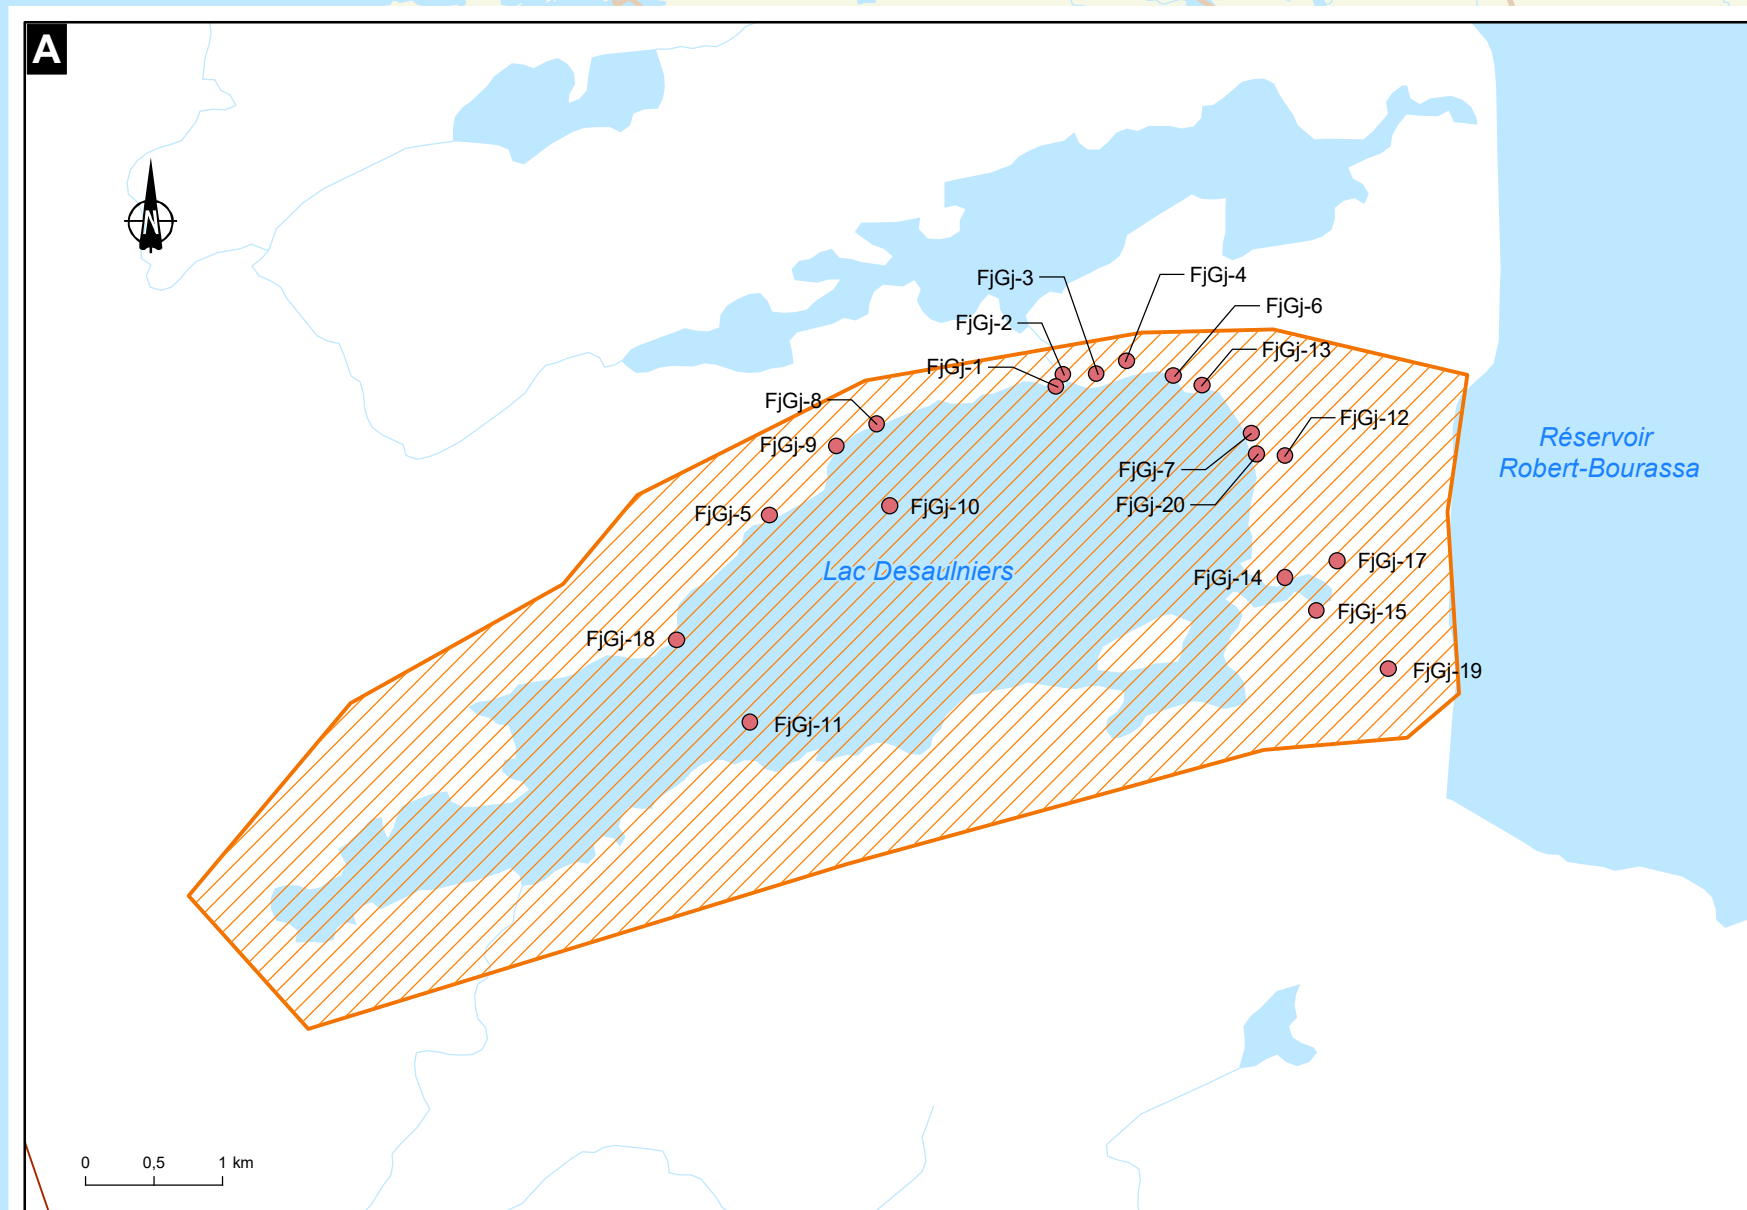 A
N
FjGj-3
FjGj-4
FjGj-6
FjGj-2
FjGj-13
FjGj-1
FjGj-8
FjGj-12
FjGj-9
Réservoir
Robert-Bourassa
FjGj-7
FjGj-20
FjGj-10
FjGj-5
Lac Desaulniers
FjGj-17
FjGj-14
FjGj-15
FjGj-18
FjGj-19
FjGj-11
0 0,5 1 km